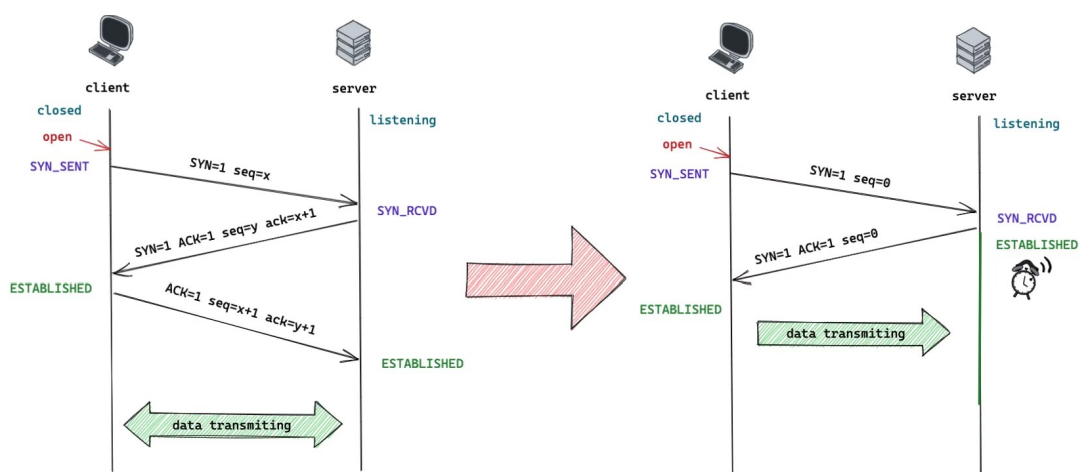 client
server
closed
listening
open
SYN_SENT
SYN=1 seq=x
SYN_RCVD
SYN=1 ACK=1 seq=y ack=x+1
ESTABLISHED
ACK=1 seq=x+1 ack=y+1
ESTABLISHED
data transmiting
client
server
closed
listening
open
SYN_SENT
SYN=1 seq=0
SYN_RCVD
SYN=1 ACK=1 seq=0
ESTABLISHED
ESTABLISHED
data transmiting